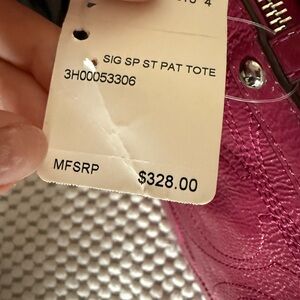 SIG SP ST PAT TOTE
3H00053306
MFSRP $328.00